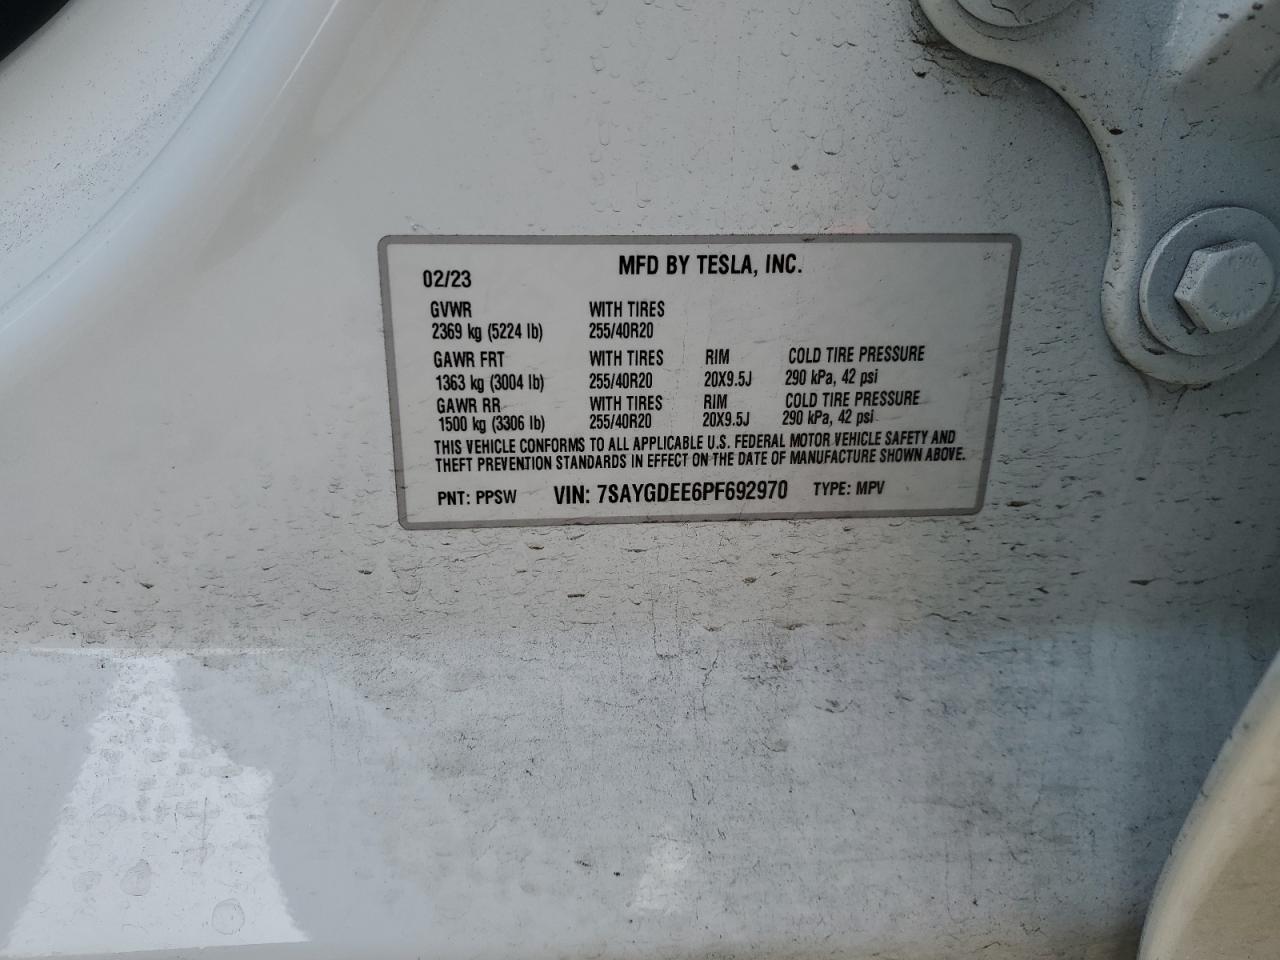 02/23 MFD BY TESLA, INC.
GVWR WITH TIRES
2369 kg (5224 lb) 255/40R20
GAWR FRT WITH TIRES RIM COLD TIRE PRESSURE
1363 kg (3004 lb) 255/40R20 20X9.5J 290 kPa, 42 psi
GAWR RR WITH TIRES RIM COLD TIRE PRESSURE
1500 kg (3306 lb) 255/40R20 20X9.5J 290 kPa, 42 psi
THIS VEHICLE CONFORMS TO ALL APPLICABLE U.S. FEDERAL MOTOR VEHICLE SAFETY AND
THEFT PREVENTION STANDARDS IN EFFECT ON THE DATE OF MANUFACTURE SHOWN ABOVE.
PNT: PPSW VIN: 7SAYGDEE6PF692970 TYPE: MPV